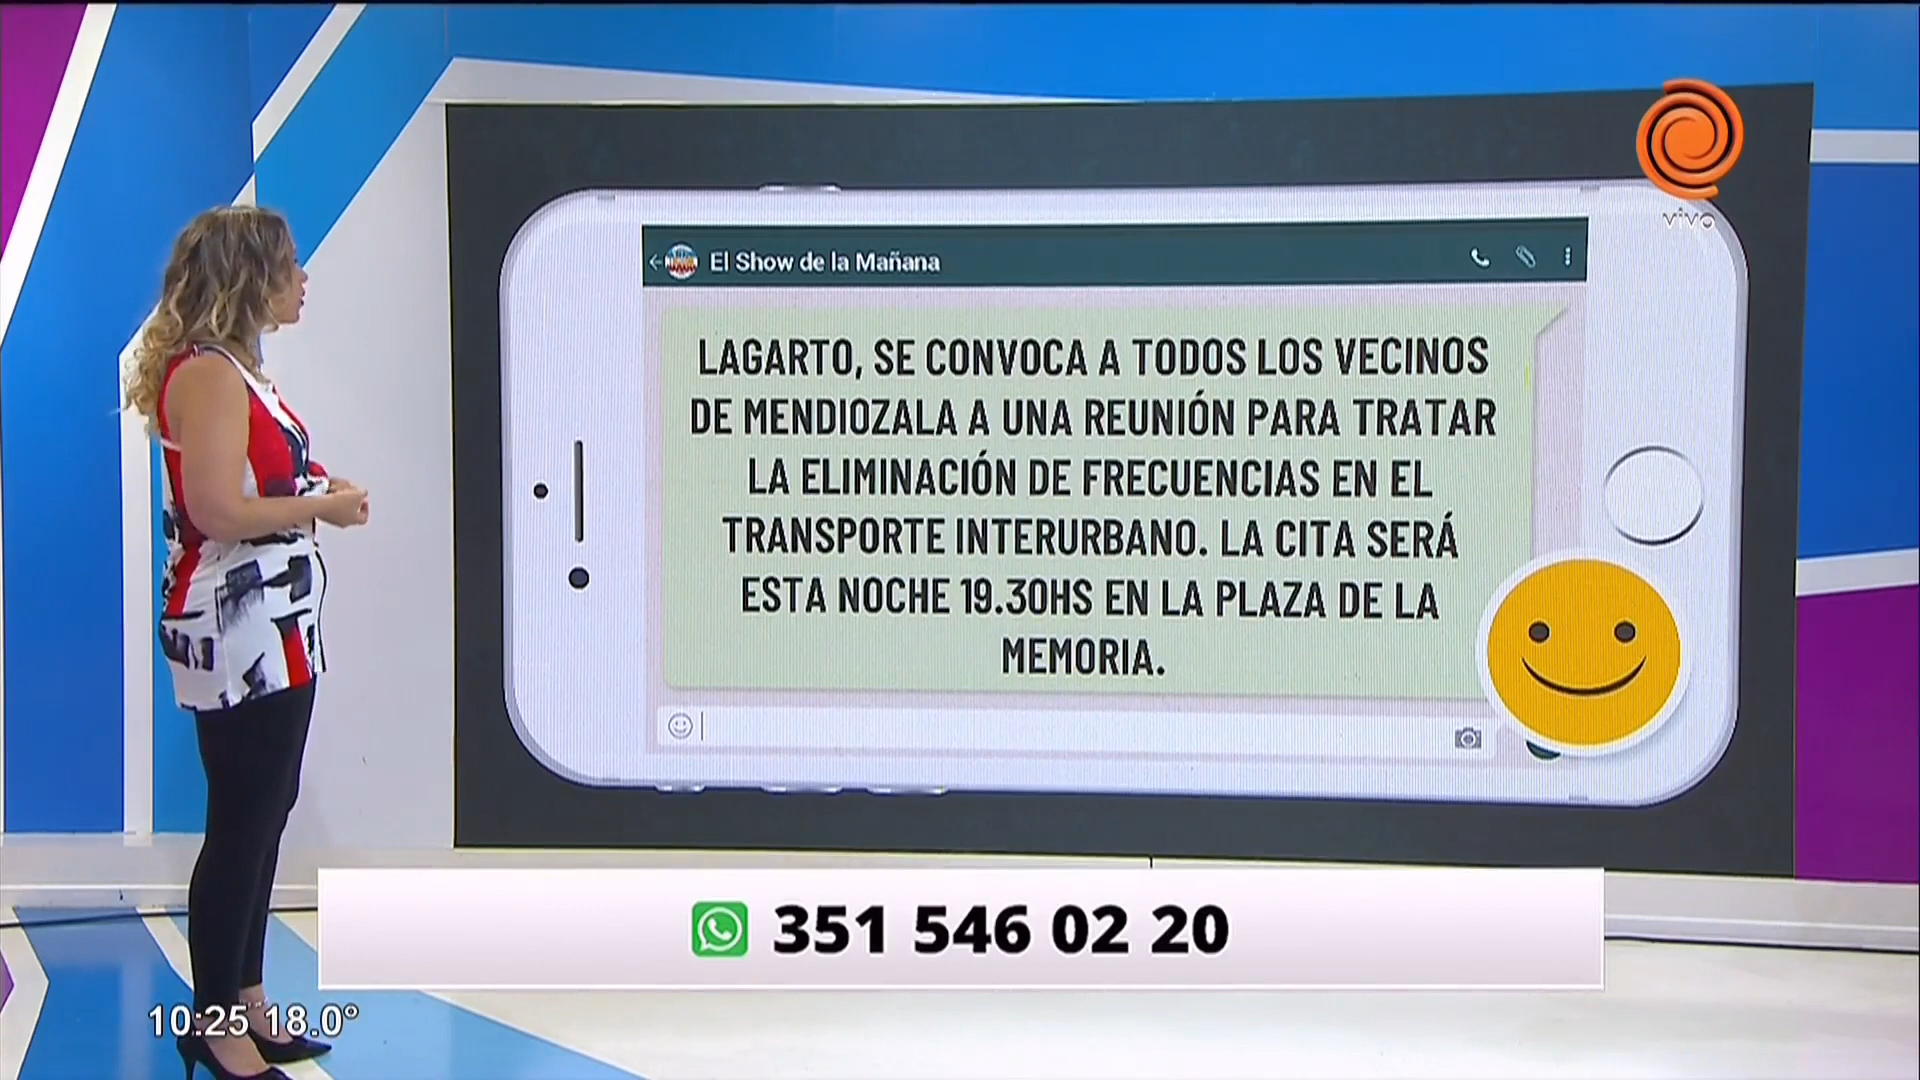 vivo
El Show de la Mañana
LAGARTO, SE CONVOCA A TODOS LOS VECINOS
DE MENDIOZALA A UNA REUNIÓN PARA TRATAR
LA ELIMINACIÓN DE FRECUENCIAS EN EL
TRANSPORTE INTERURBANO. LA CITA SERÁ
ESTA NOCHE 19.30HS EN LA PLAZA DE LA
MEMORIA.
351 546 02 20
10:25 18.0°